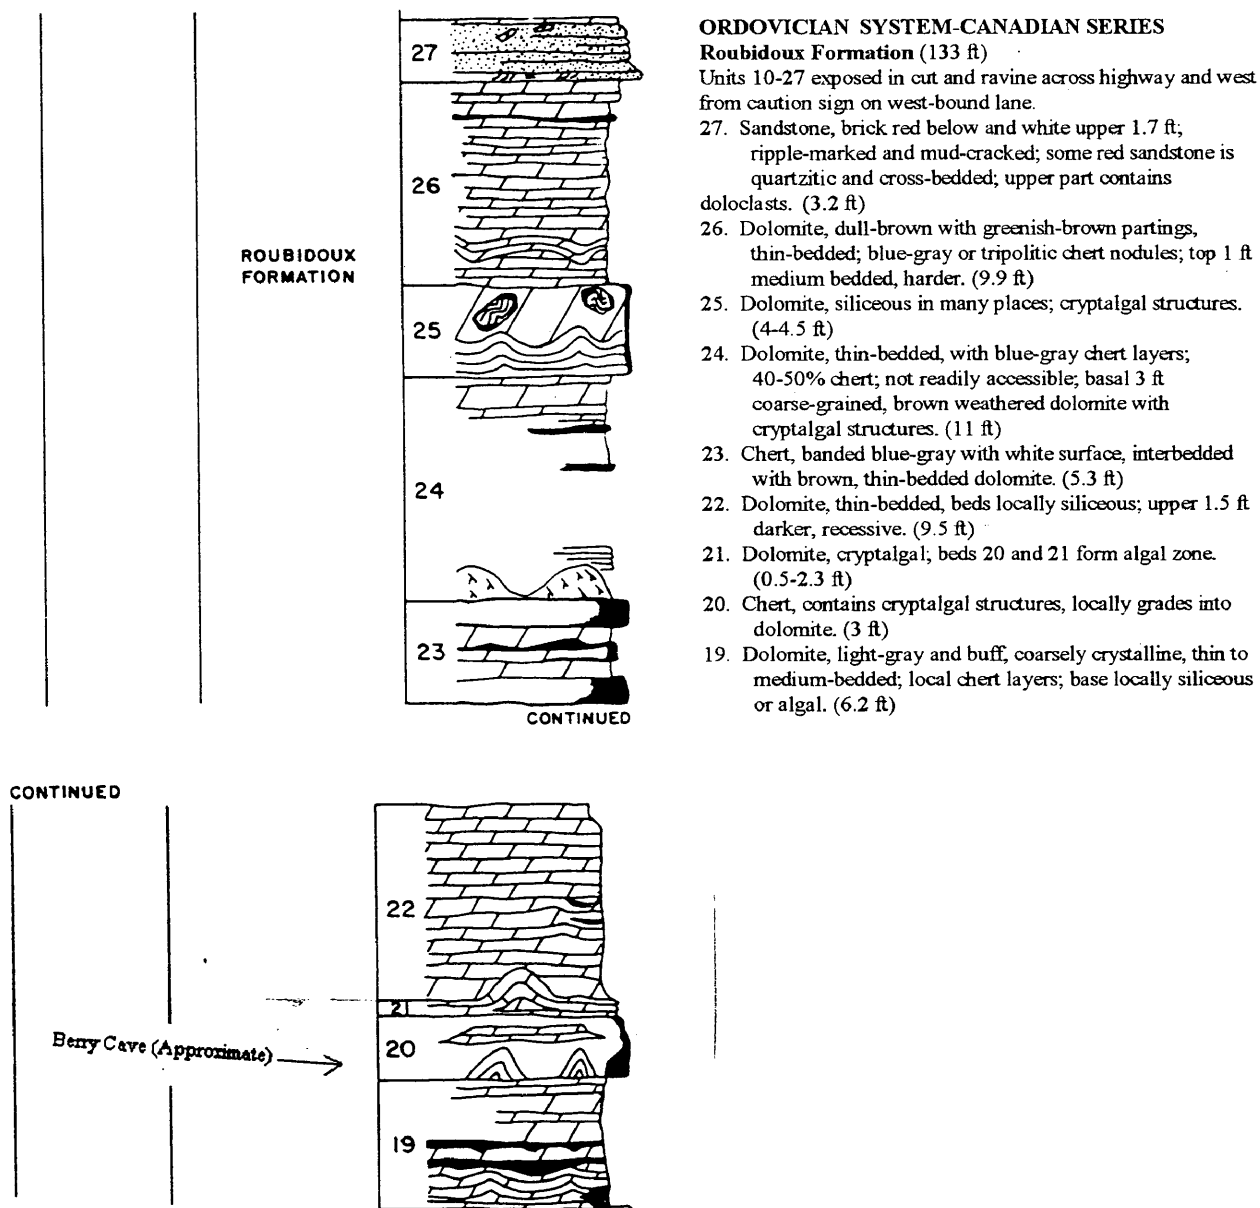 27
26
ROUBIDOUX
FORMATION
25
24
23
CONTINUED
ORDOVICIAN SYSTEM-CANADIAN SERIES
Roubidoux Formation (133 ft)
Units 10-27 exposed in cut and ravine across highway and west
from caution sign on west-bound lane.
27. Sandstone, brick red below and white upper 1.7 ft;
ripple-marked and mud-cracked; some red sandstone is
quartzitic and cross-bedded; upper part contains
doloclasts. (3.2 ft)
26. Dolomite, dull-brown with greenish-brown partings,
thin-bedded; blue-gray or tripolitic chert nodules; top 1 ft
medium bedded, harder. (9.9 ft)
25. Dolomite, siliceous in many places; cryptalgal structures.
(4-4.5 ft)
24. Dolomite, thin-bedded, with blue-gray chert layers;
40-50% chert; not readily accessible; basal 3 ft
coarse-grained, brown weathered dolomite with
cryptalgal structures. (11 ft)
23. Chert, banded blue-gray with white surface, interbedded
with brown, thin-bedded dolomite. (5.3 ft)
22. Dolomite, thin-bedded, beds locally siliceous; upper 1.5 ft
darker, recessive. (9.5 ft)
21. Dolomite, cryptalgal; beds 20 and 21 form algal zone.
(0.5-2.3 ft)
20. Chert, contains cryptalgal structures, locally grades into
dolomite. (3 ft)
19. Dolomite, light-gray and buff, coarsely crystalline, thin to
medium-bedded; local chert layers; base locally siliceous
or algal. (6.2 ft)
CONTINUED
22
21
Berry Cave (Approximate)
20
19